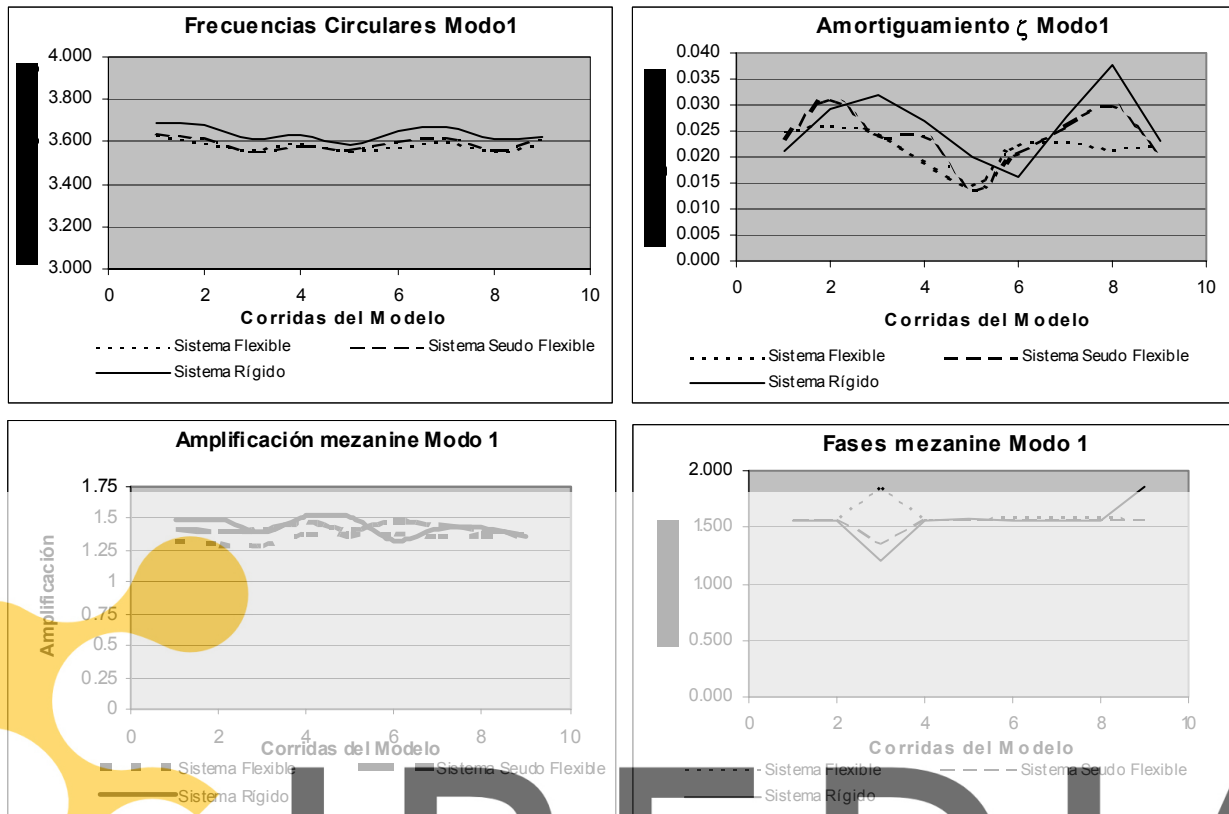 Frecuencias Circulares Modo1
4.000
3.800
3.600
3.400
3.200
3.000
0 2 4 6 8 10
Corridas del Modelo
Sistema Flexible Sistema Seudo Flexible
Sistema Rígido
Amortiguamiento ζ Modo1
0.040
0.035
0.030
0.025
0.020
0.015
0.010
0.005
0.000
0 2 4 6 8 10
Corridas del Modelo
Sistema Flexible Sistema Seudo Flexible
Sistema Rígido
Amplificación mezanine Modo 1
Amplificación
1.75
1.5
1.25
1
0.75
0.5
0.25
0
0 2 4 6 8 10
Corridas del Modelo
Sistema Flexible Sistema Seudo Flexible
Sistema Rígido
Fases mezanine Modo 1
2.000
1.500
1.000
0.500
0.000
0 2 4 6 8 10
Corridas del Modelo
Sistema Flexible Sistema Seudo Flexible
Sistema Rígido